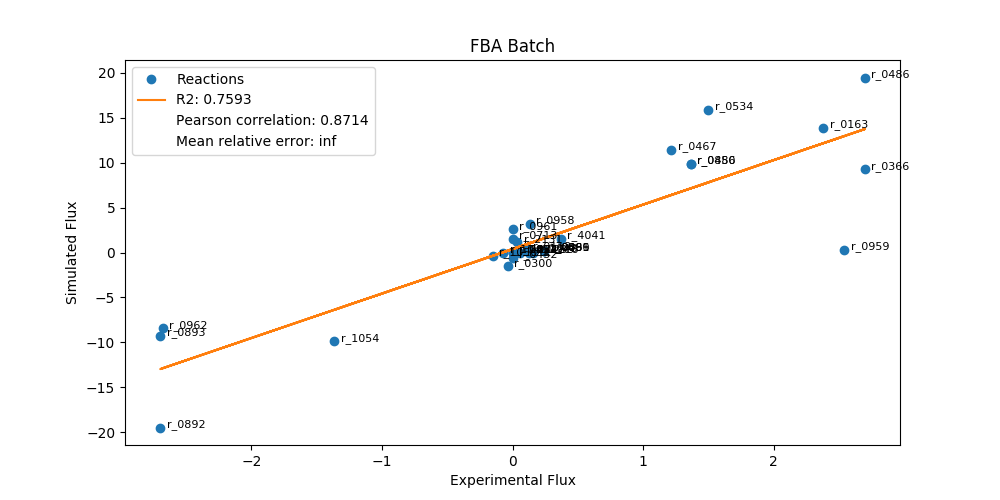 FBA Batch
Reactions
R2: 0.7593
Pearson correlation: 0.8714
Mean relative error: inf
20
15
10
5
0
−5
−10
−15
−20
Simulated Flux
r_0486
r_0534
r_0163
r_0467
r_0366
r_0958
r_0961
r_0713
r_4041
r_0959
r_0300
r_0962
r_0893
r_1054
r_0892
−2
−1
0
1
2
Experimental Flux